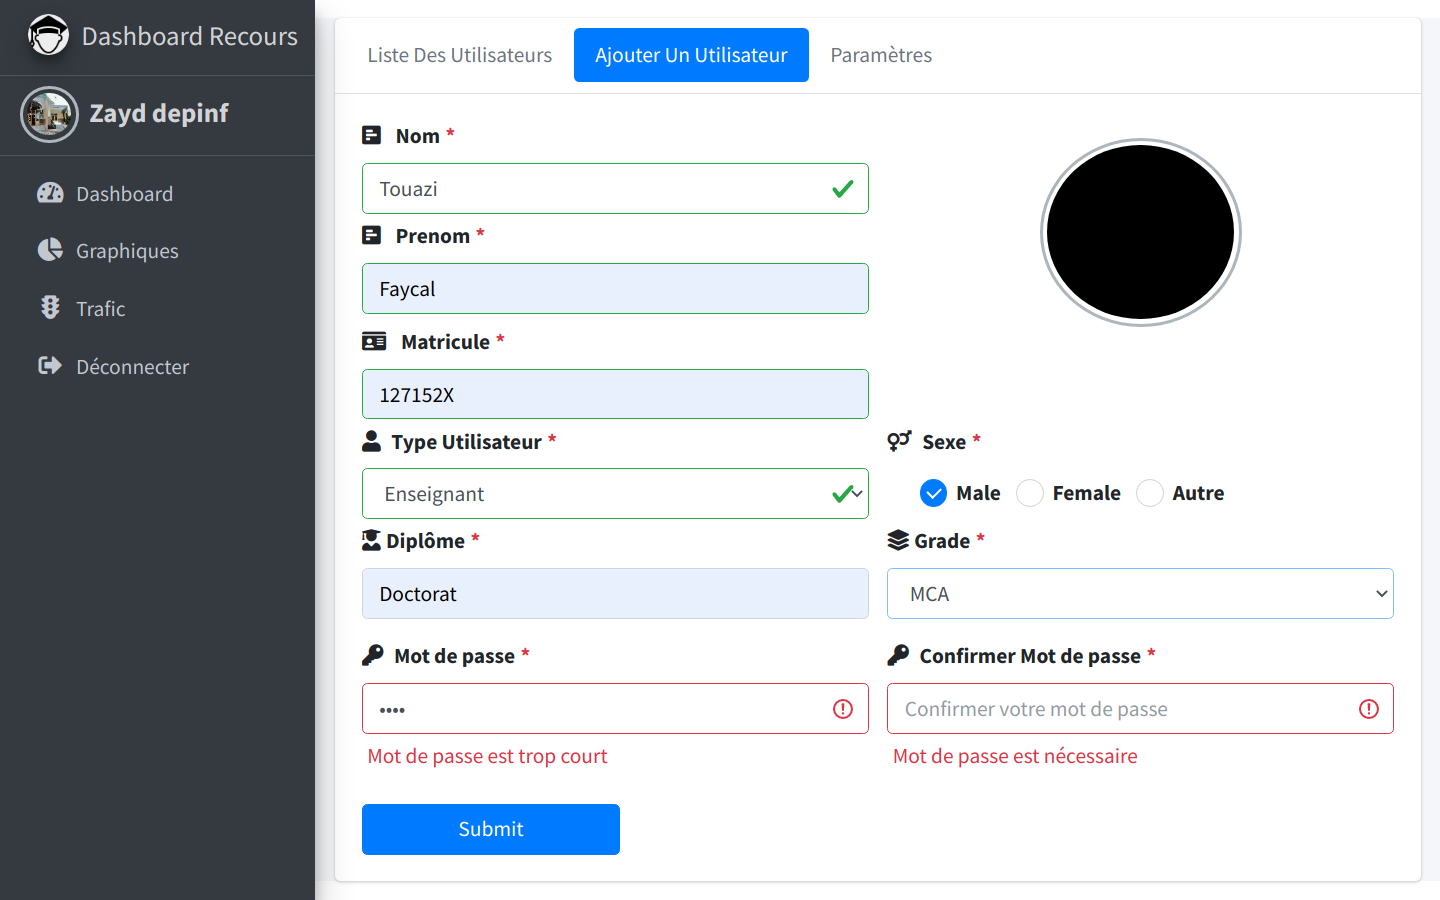 Dashboard Recours
Zayd depinf
Dashboard
Graphiques
Trafic
Déconnecter
Liste Des Utilisateurs Ajouter Un Utilisateur Paramètres
Nom *
Touazi
Prenom *
Faycal
Matricule *
127152X
Type Utilisateur * Sexe *
Enseignant Male Female Autre
Diplôme * Grade *
Doctorat MCA
Mot de passe * Confirmer Mot de passe *
•••• Confirmer votre mot de passe
Mot de passe est trop court Mot de passe est nécessaire
Submit